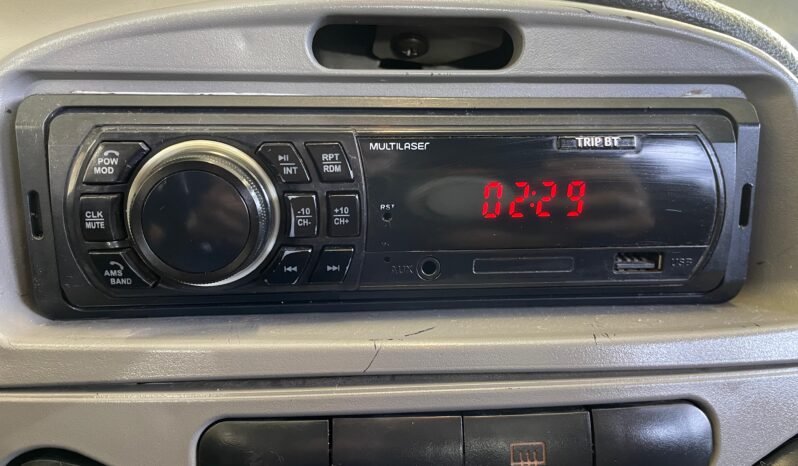 MULTILASER
TRIP BT
POW
MOD
INT
RPT
RDM
CLK
MUTE
-10
CH-
+10
CH+
RST
02:29
AMS
BAND
AUX
USB